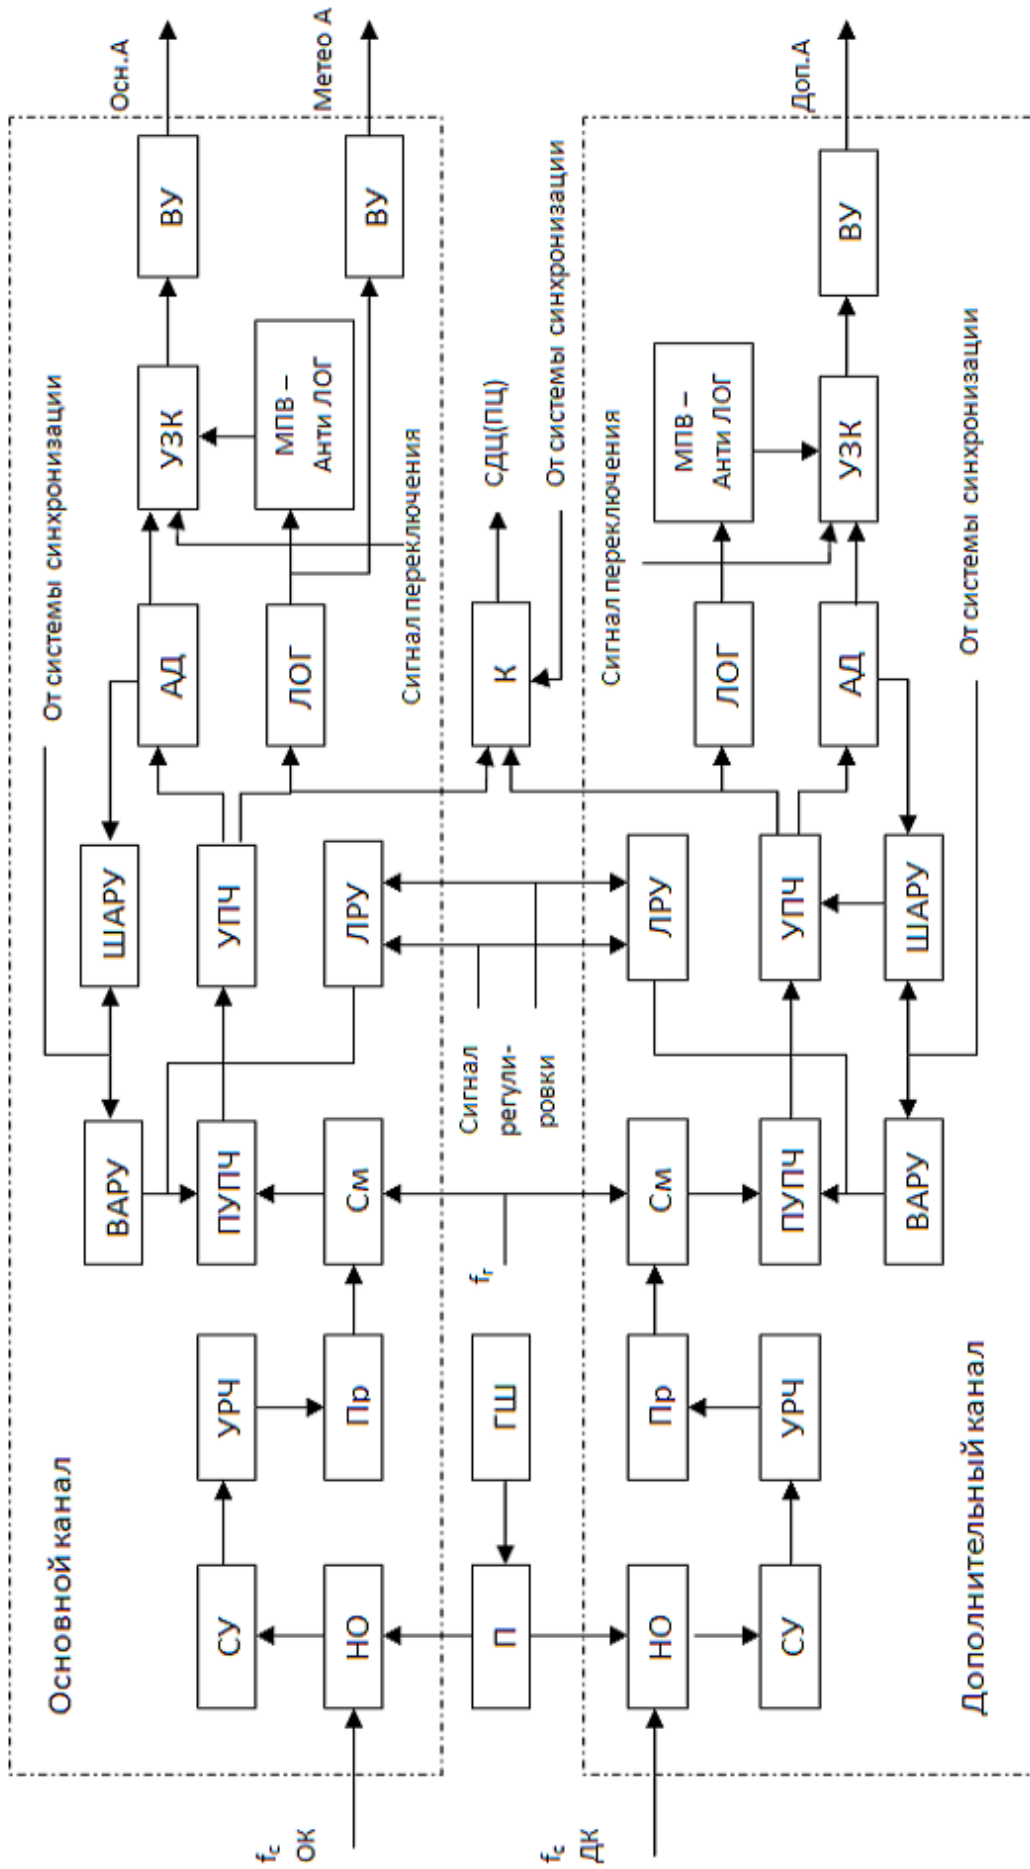 Основной канал
От системы синхронизации
Осн.А
ВАРУ
ШАРУ
АД
УЗК
ВУ
СУ
УРЧ
ПУПЧ
УПЧ
ЛОГ
МПВ –
Анти ЛОГ
Метео А
ВУ
НО
Пр
См
ЛРУ
Сигнал переключения
fс
ОК
П
ГШ
fг
Сигнал
регули-
ровки
К
СДЦ(ПЦ)
От системы синхронизации
fс
ДК
НО
Пр
См
ЛРУ
Сигнал переключения
ЛОГ
МПВ –
Анти ЛОГ
Доп.А
СУ
УРЧ
ПУПЧ
УПЧ
АД
УЗК
ВУ
ВАРУ
ШАРУ
От системы синхронизации
Дополнительный канал